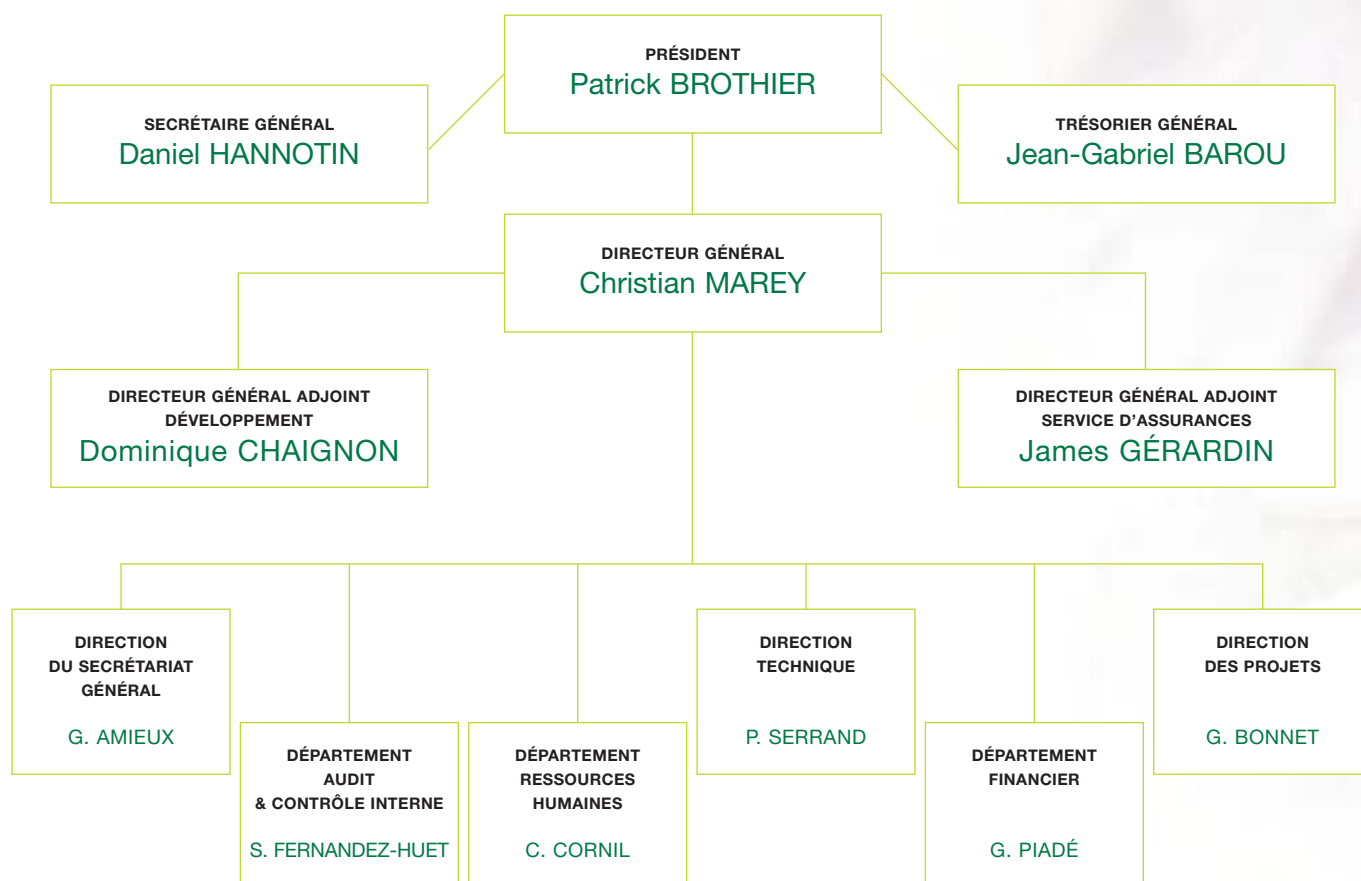 PRÉSIDENT
Patrick BROTHIER
SECRÉTAIRE GÉNÉRAL
Daniel HANNOTIN
TRÉSORIER GÉNÉRAL
Jean-Gabriel BAROU
DIRECTEUR GÉNÉRAL
Christian MAREY
DIRECTEUR GÉNÉRAL ADJOINT
DÉVELOPPEMENT
Dominique CHAIGNON
DIRECTEUR GÉNÉRAL ADJOINT
SERVICE D'ASSURANCES
James GÉRARDIN
DIRECTION
DU SECRÉTARIAT
GÉNÉRAL
G. AMIEUX
DÉPARTEMENT
AUDIT
& CONTRÔLE INTERNE
S. FERNANDEZ-HUET
DÉPARTEMENT
RESSOURCES
HUMAINES
C. CORNIL
DIRECTION
TECHNIQUE
P. SERRAND
DÉPARTEMENT
FINANCIER
G. PIADÉ
DIRECTION
DES PROJETS
G. BONNET